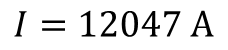 I = 12047 A